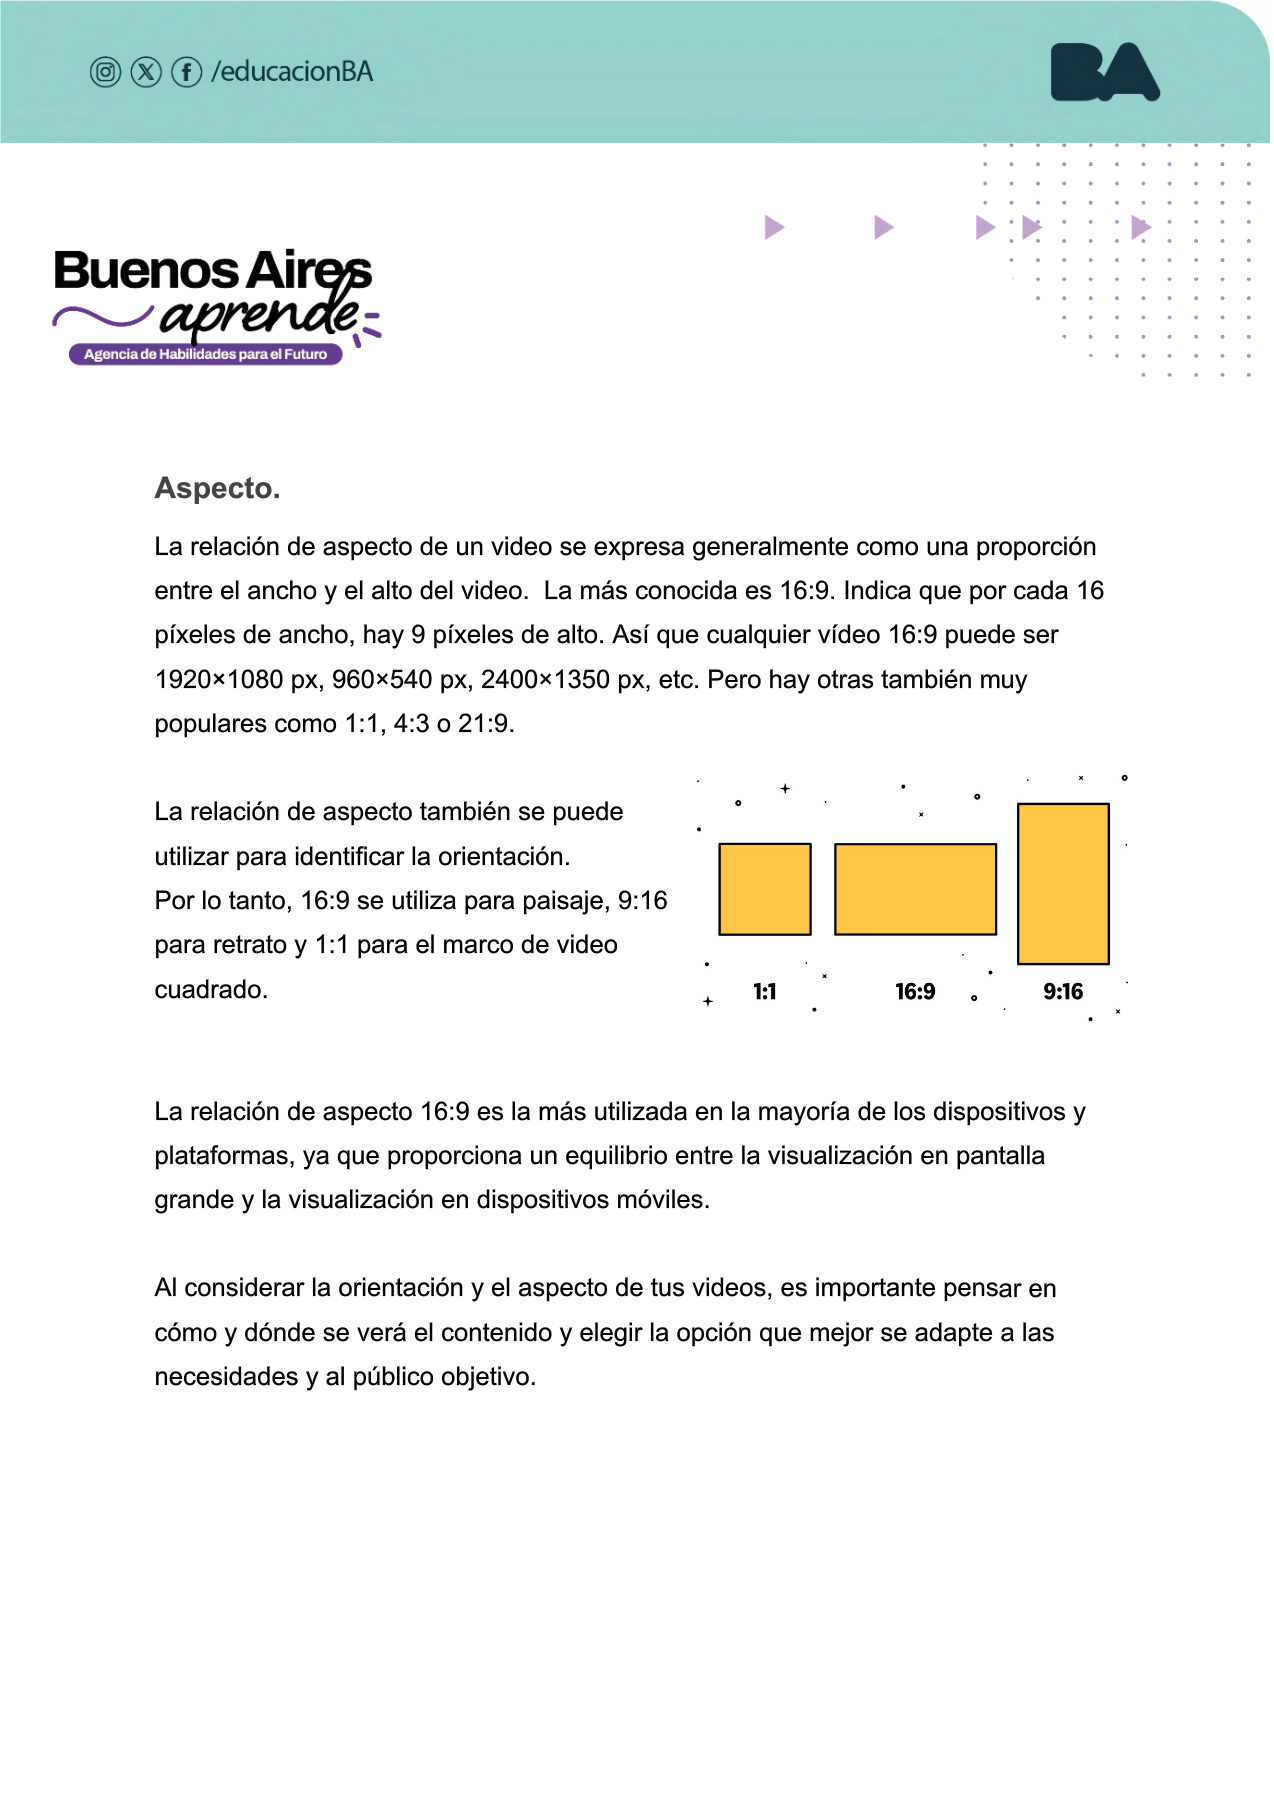 /educacionBA
BA
Buenos Aires
aprende
Agencia de Habilidades para el Futuro
Aspecto.
La relación de aspecto de un video se expresa generalmente como una proporción
entre el ancho y el alto del video.  La más conocida es 16:9. Indica que por cada 16
píxeles de ancho, hay 9 píxeles de alto. Así que cualquier vídeo 16:9 puede ser
1920×1080 px, 960×540 px, 2400×1350 px, etc. Pero hay otras también muy
populares como 1:1, 4:3 o 21:9.
La relación de aspecto también se puede
utilizar para identificar la orientación.
Por lo tanto, 16:9 se utiliza para paisaje, 9:16
para retrato y 1:1 para el marco de video
cuadrado.
1:1 16:9 9:16
La relación de aspecto 16:9 es la más utilizada en la mayoría de los dispositivos y
plataformas, ya que proporciona un equilibrio entre la visualización en pantalla
grande y la visualización en dispositivos móviles.
Al considerar la orientación y el aspecto de tus videos, es importante pensar en
cómo y dónde se verá el contenido y elegir la opción que mejor se adapte a las
necesidades y al público objetivo.